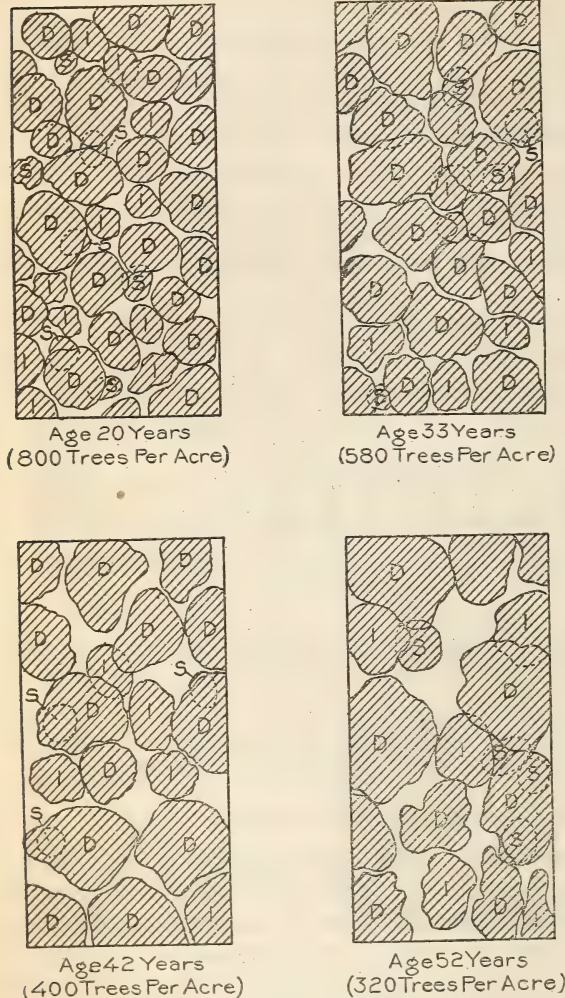 D I D D
S I D I
D D I D
D S D I
S D I D
D I S D D
I D S D
D I D D
S D S I
I D
Age 20 Years
(800 Trees Per Acre)
D D D
D S D
D I S
D I D S D
D I D I
D D D
D D I
I D I D
S D I D
Age 33 Years
(580 Trees Per Acre)
D D D
D I D D
S D I S D
I D I
S I D D
D D I
Age 42 Years
(400 Trees Per Acre)
D
I S I
D
D I D S
D D S
I D I
D
Age 52 Years
(320 Trees Per Acre)